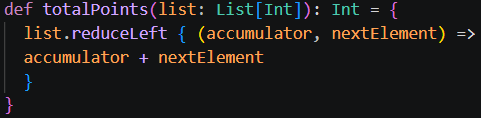 def totalPoints(list: List[Int]): Int = {
  list.reduceLeft { (accumulator, nextElement) =>
  accumulator + nextElement
  }
}